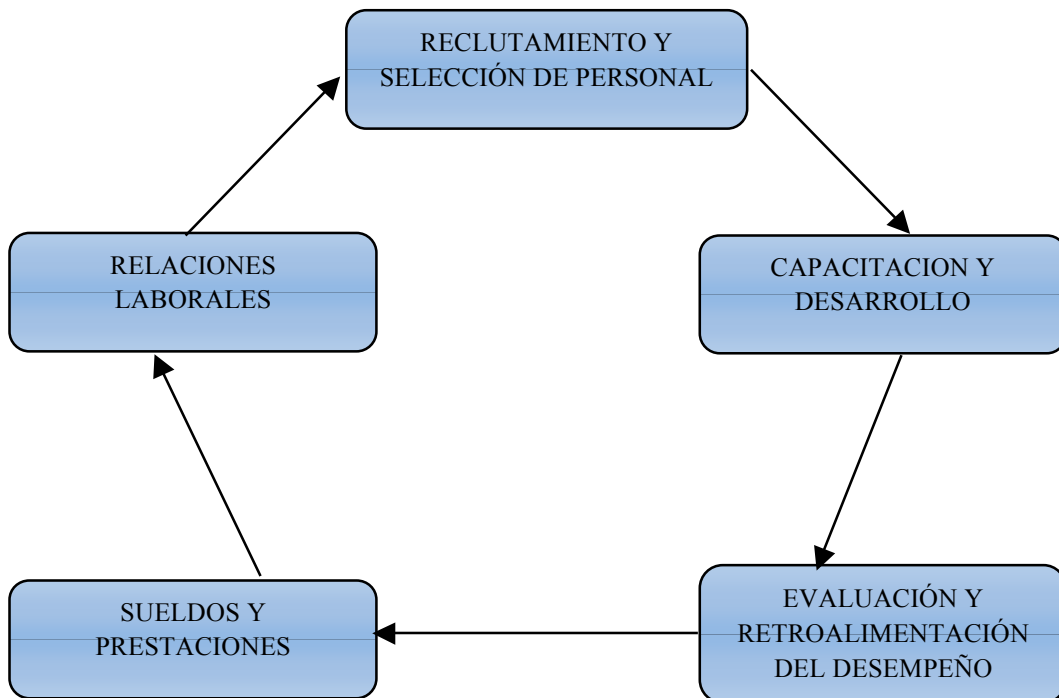 RECLUTAMIENTO Y
SELECCIÓN DE PERSONAL
RELACIONES
LABORALES
CAPACITACION Y
DESARROLLO
SUELDOS Y
PRESTACIONES
EVALUACIÓN Y
RETROALIMENTACIÓN
DEL DESEMPEÑO